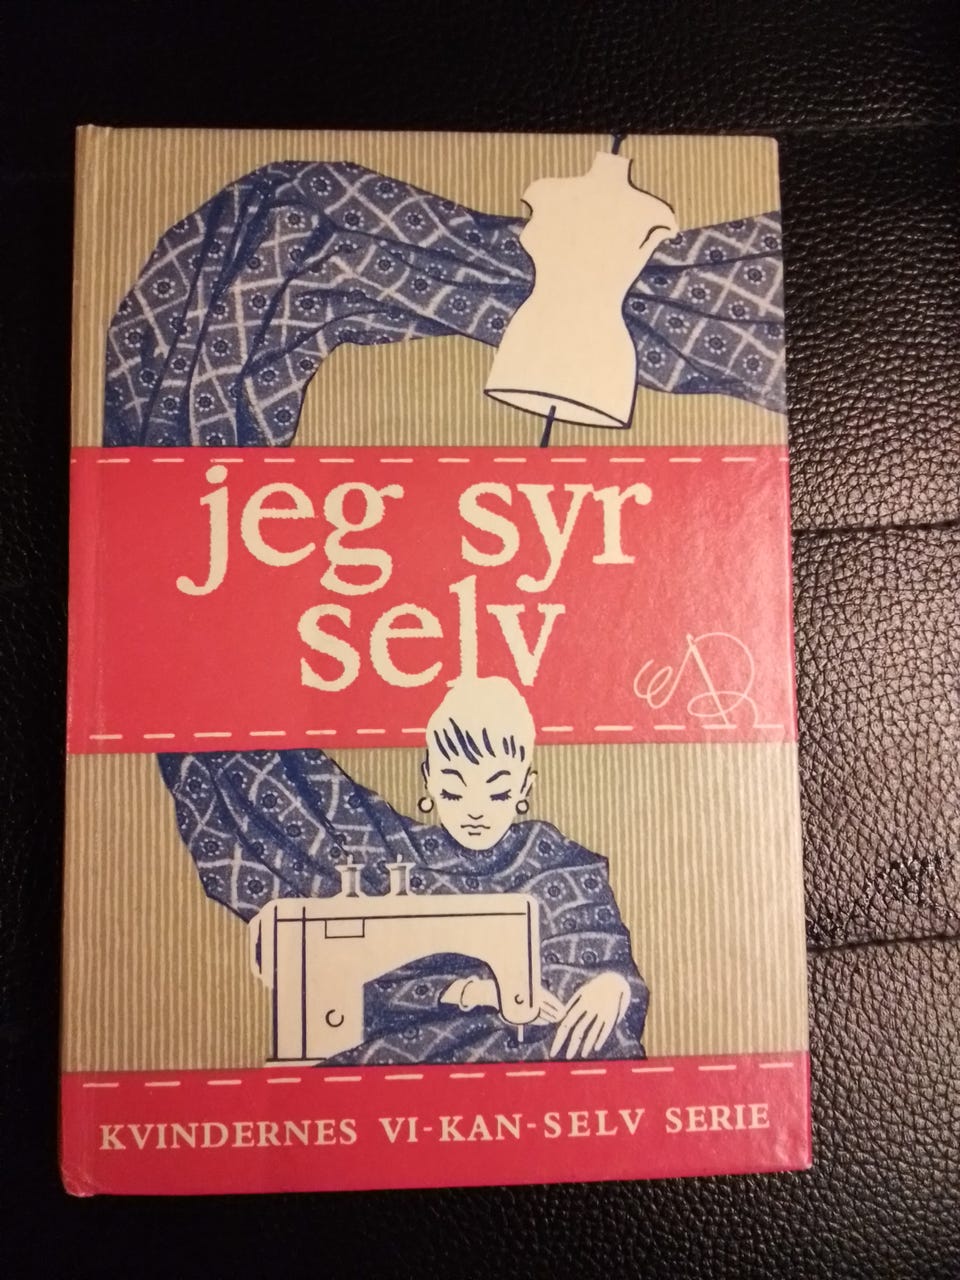 jeg syr
selv
KVINDERNES VI-KAN-SELV SERIE